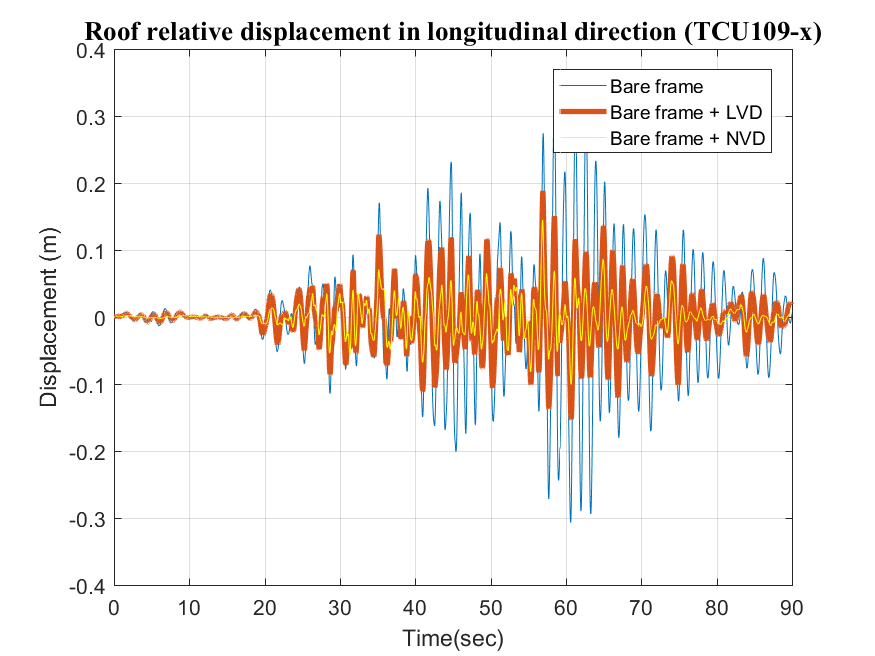 Roof relative displacement in longitudinal direction (TCU109-x)
0.4
0.3
0.2
0.1
0
-0.1
-0.2
-0.3
-0.4
Displacement (m)
Bare frame
Bare frame + LVD
Bare frame + NVD
0 10 20 30 40 50 60 70 80 90
Time(sec)